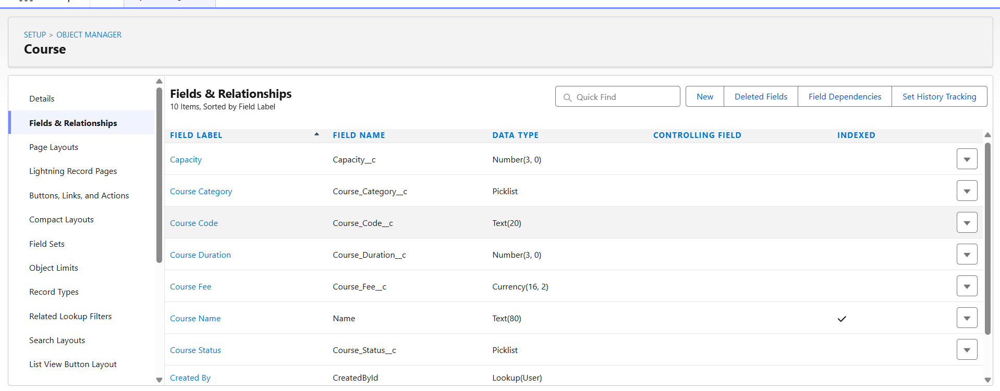 SETUP > OBJECT MANAGER
Course
Details
Fields & Relationships
Page Layouts
Lightning Record Pages
Buttons, Links, and Actions
Compact Layouts
Field Sets
Object Limits
Record Types
Related Lookup Filters
Search Layouts
List View Button Layout
Fields & Relationships
10 Items, Sorted by Field Label
Quick Find
New
Deleted Fields
Field Dependencies
Set History Tracking
FIELD LABEL FIELD NAME DATA TYPE CONTROLLING FIELD INDEXED
Capacity Capacity__c Number(3, 0)
Course Category Course_Category__c Picklist
Course Code Course_Code__c Text(20)
Course Duration Course_Duration__c Number(3, 0)
Course Fee Course_Fee__c Currency(16, 2)
Course Name Name Text(80)
Course Status Course_Status__c Picklist
Created By CreatedById Lookup(User)